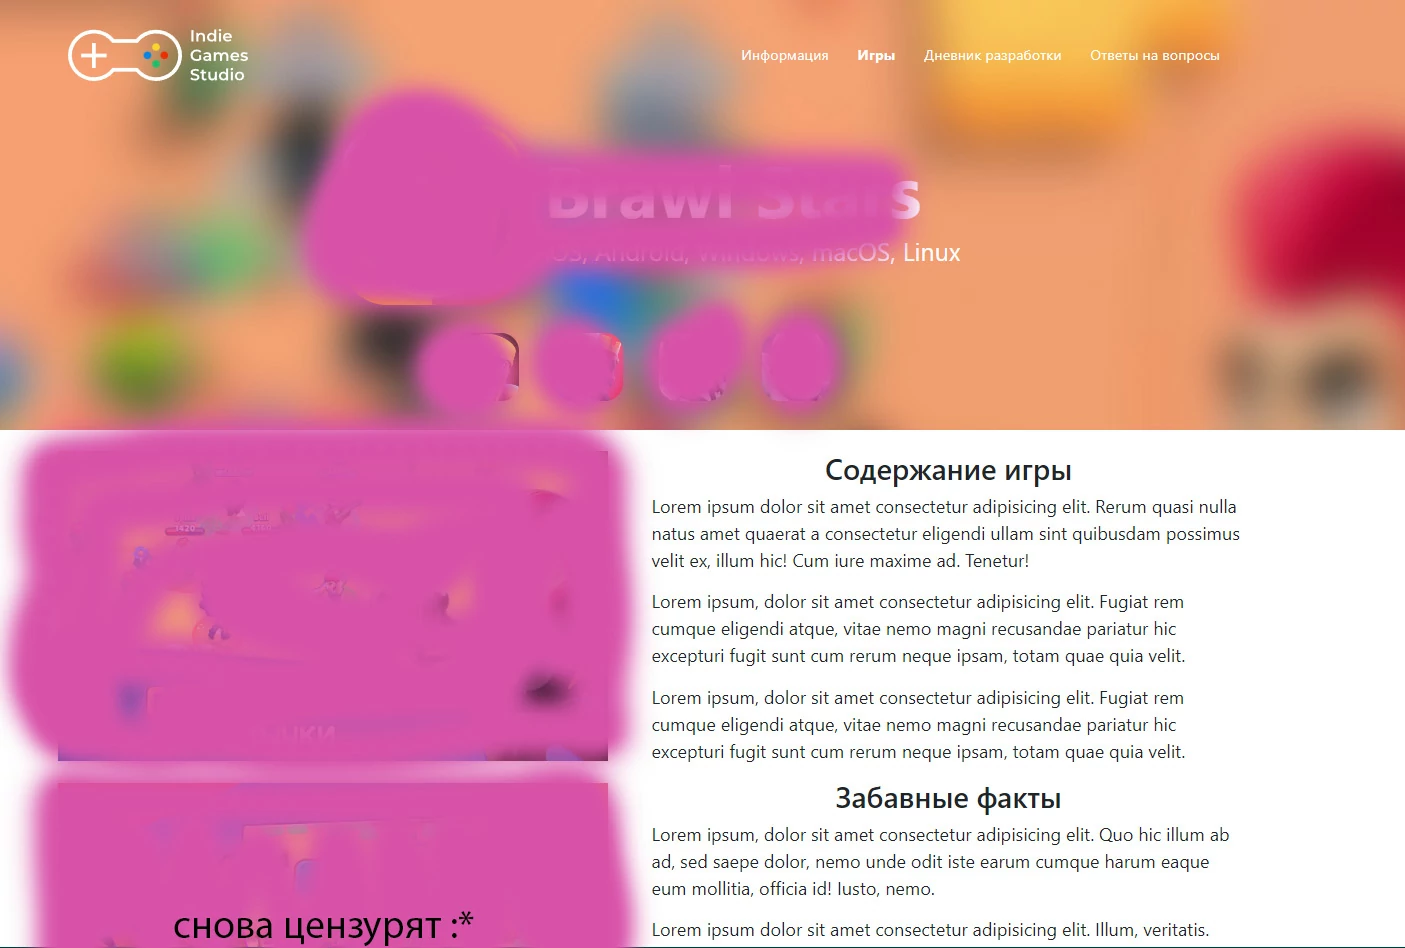 Indie
Games
Studio
Информация Игры Дневник разработки Ответы на вопросы
Brawl Stars
Android, Windows, macOS, Linux
Содержание игры
Lorem ipsum dolor sit amet consectetur adipisicing elit. Rerum quasi nulla
natus amet quaerat a consectetur eligendi ullam sint quibusdam possimus
velit ex, illum hic! Cum iure maxime ad. Tenetur!
Lorem ipsum, dolor sit amet consectetur adipisicing elit. Fugiat rem
cumque eligendi atque, vitae nemo magni recusandae pariatur hic
excepturi fugit sunt cum rerum neque ipsam, totam quae quia velit.
Lorem ipsum, dolor sit amet consectetur adipisicing elit. Fugiat rem
cumque eligendi atque, vitae nemo magni recusandae pariatur hic
excepturi fugit sunt cum rerum neque ipsam, totam quae quia velit.
Забавные факты
Lorem ipsum, dolor sit amet consectetur adipisicing elit. Quo hic illum ab
ad, sed saepe dolor, nemo unde odit iste earum cumque harum eaque
eum mollitia, officia id! Iusto, nemo.
Lorem ipsum, dolor sit amet consectetur adipisicing elit. Illum, veritatis.
снова цензурят :*